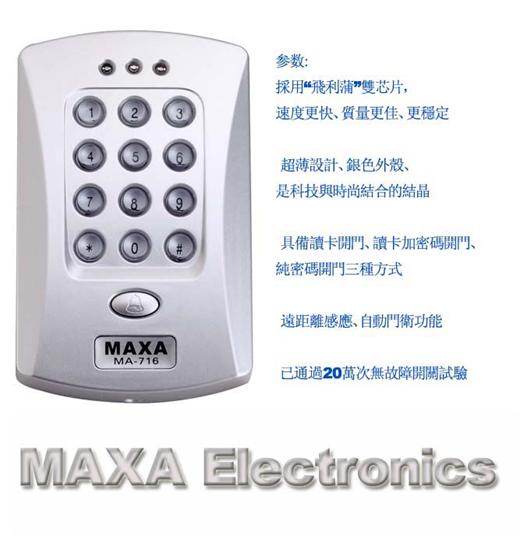 参数:
採用“飛利蒲”雙芯片,
速度更快、質量更佳、更穩定
超薄設計、銀色外殼、
是科技與時尚結合的結晶
具備讀卡開門、讀卡加密碼開門、
純密碼開門三種方式
遠距離感應、自動門衛功能
已通過20萬次無故障開關試驗
1 2 3
4 5 6
7 8 9
* 0 #
MAXA
MA-716
MAXA Electronics